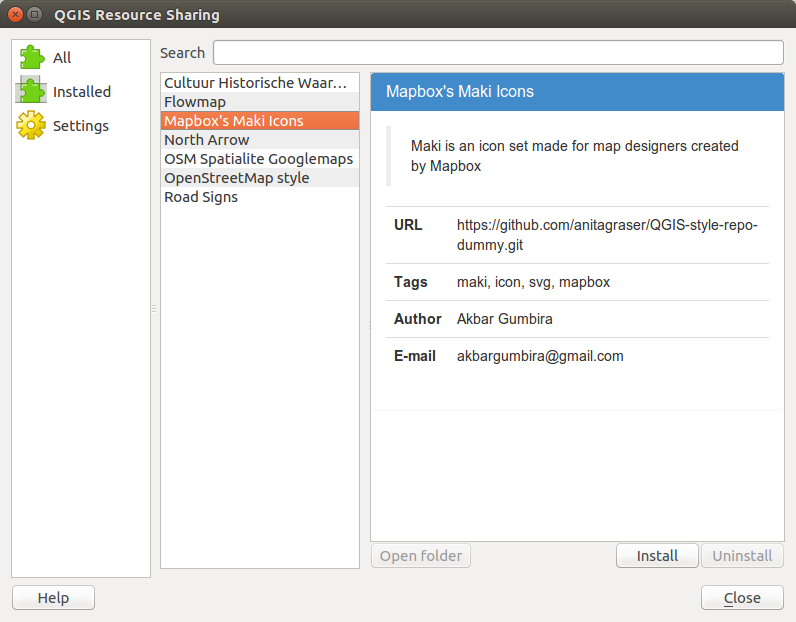 QGIS Resource Sharing
All
Installed
Settings
Search
Cultuur Historische Waar...
Flowmap
Mapbox's Maki Icons
North Arrow
OSM Spatialite Googlemaps
OpenStreetMap style
Road Signs
Mapbox's Maki Icons
Maki is an icon set made for map designers created
by Mapbox
URL https://github.com/anitagraser/QGIS-style-repo-
dummy.git
Tags maki, icon, svg, mapbox
Author Akbar Gumbira
E-mail akbargumbira@gmail.com
Open folder Install Uninstall
Help Close